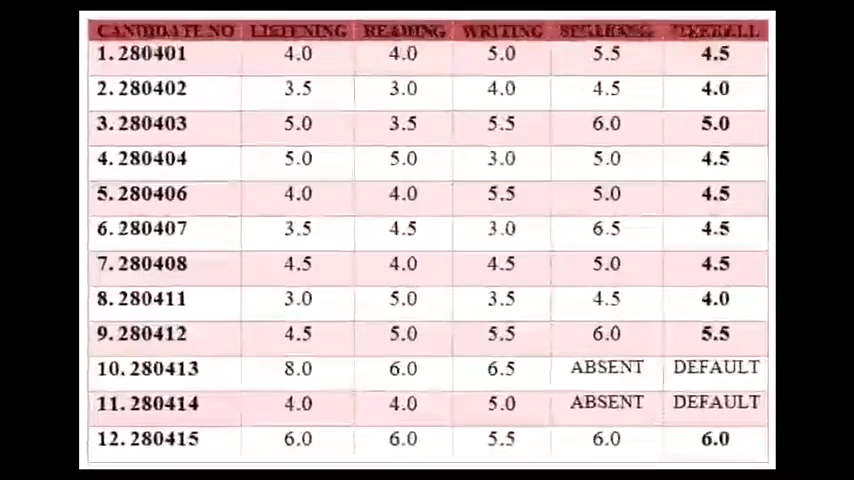 CANDIDATE NO LISTENING READING WRITING SPEAKING OVERALL
1. 280401 4.0 4.0 5.0 5.5 4.5
2. 280402 3.5 3.0 4.0 4.5 4.0
3. 280403 5.0 3.5 5.5 6.0 5.0
4. 280404 5.0 5.0 3.0 5.0 4.5
5. 280406 4.0 4.0 5.5 5.0 4.5
6. 280407 3.5 4.5 3.0 6.5 4.5
7. 280408 4.5 4.0 4.5 5.0 4.5
8. 280411 3.0 5.0 3.5 4.5 4.0
9. 280412 4.5 5.0 5.5 6.0 5.5
10. 280413 8.0 6.0 6.5 ABSENT DEFAULT
11. 280414 4.0 4.0 5.0 ABSENT DEFAULT
12. 280415 6.0 6.0 5.5 6.0 6.0